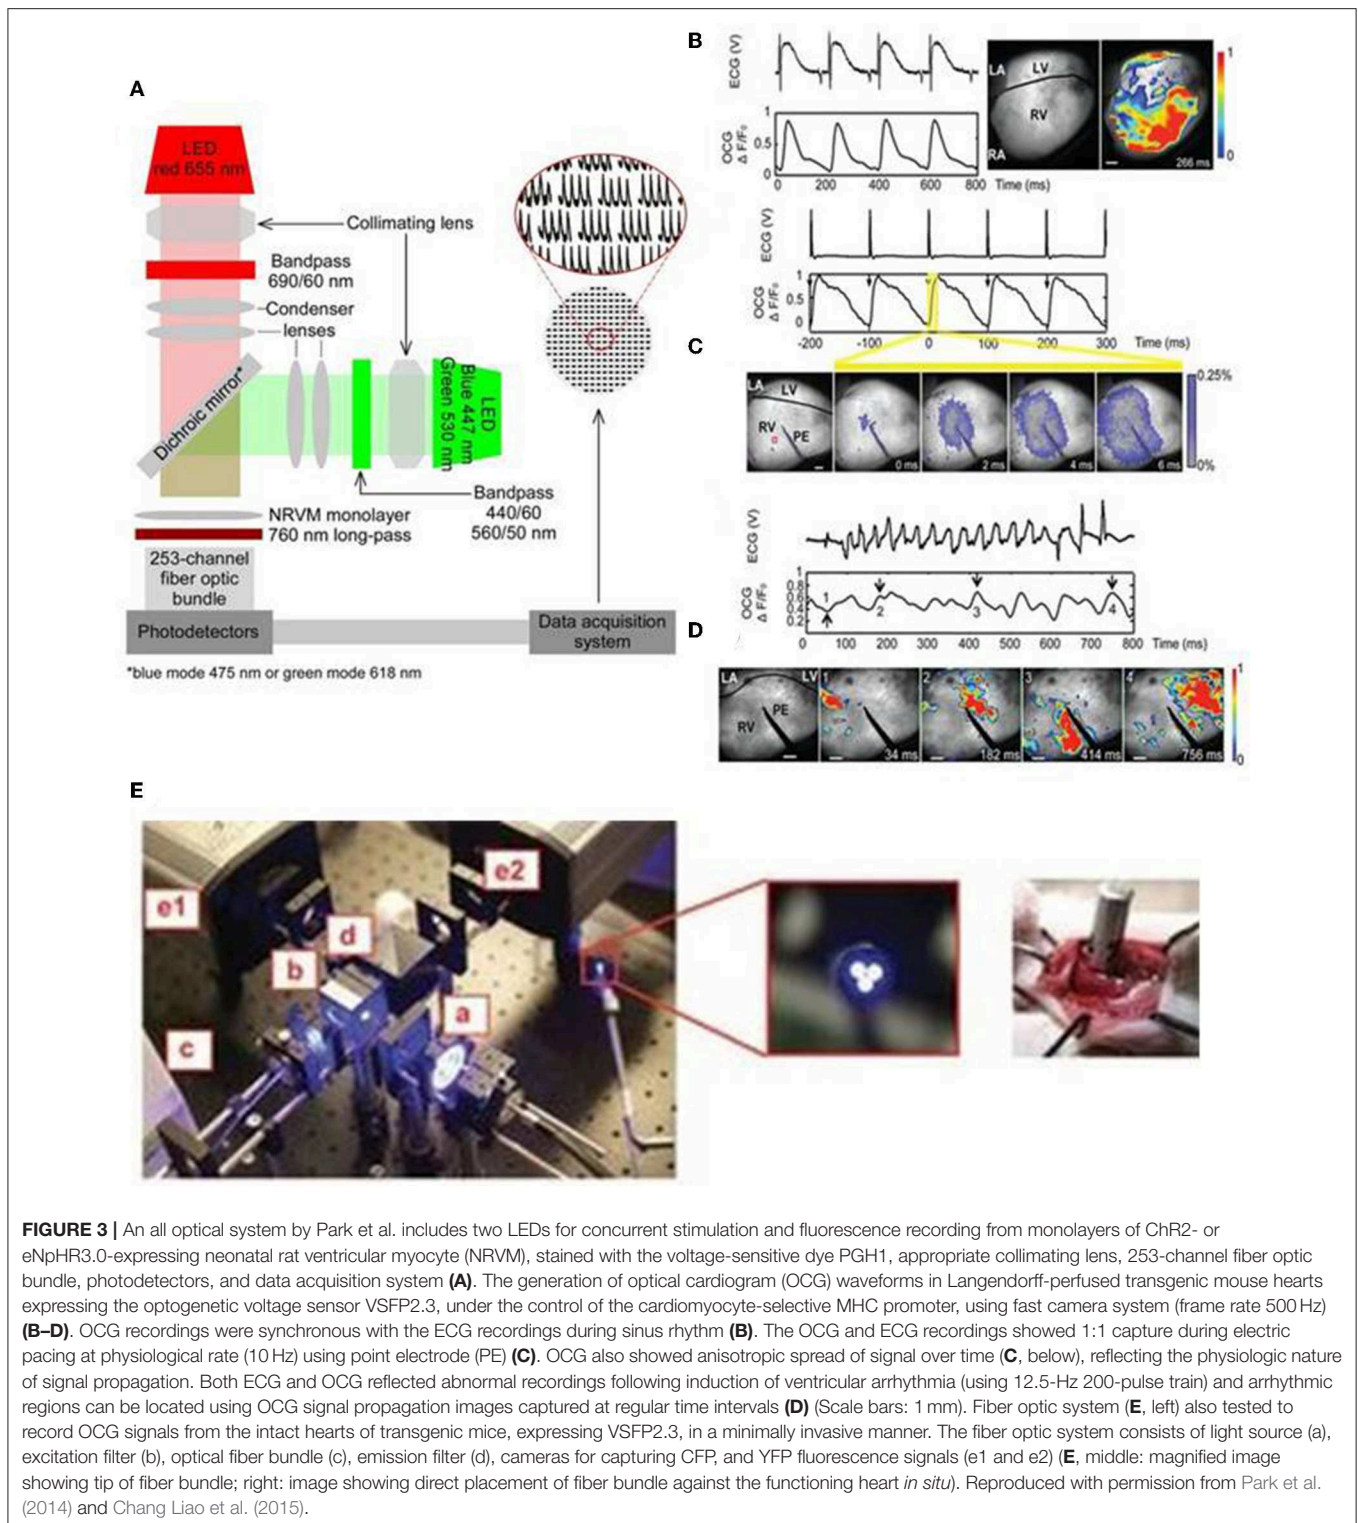 A
LED
red 655 nm
Collimating lens
Bandpass
690/60 nm
Condenser
lenses
Dichroic mirror*
Blue 447 nm
Green 530 nm
LED
Bandpass
440/60
560/50 nm
NRVM monolayer
760 nm long-pass
253-channel
fiber optic
bundle
Photodetectors
Data acquisition
system
*blue mode 475 nm or green mode 618 nm
B
ECG (V)
OCG
Δ F/F₀
1
0.5
0
0 200 400 600 800 Time (ms)
LA
LV
RV
RA
266 ms
1
0
ECG (V)
OCG
Δ F/F₀
1
0.5
0
-200 -100 0 100 200 300 Time (ms)
C
LA
LV
RV
PE
0 ms
2 ms
4 ms
6 ms
0.25%
0%
ECG (V)
OCG
Δ F/F₀
1
0.8
0.6
0.4
0.2
1 2 3 4
0 100 200 300 400 500 600 700 800 Time (ms)
D
LA
LV
RV
PE
1
34 ms
2
182 ms
3
414 ms
4
756 ms
1
0
E
e1
e2
d
b
a
c
FIGURE 3 | An all optical system by Park et al. includes two LEDs for concurrent stimulation and fluorescence recording from monolayers of ChR2- or
eNpHR3.0-expressing neonatal rat ventricular myocyte (NRVM), stained with the voltage-sensitive dye PGH1, appropriate collimating lens, 253-channel fiber optic
bundle, photodetectors, and data acquisition system (A). The generation of optical cardiogram (OCG) waveforms in Langendorff-perfused transgenic mouse hearts
expressing the optogenetic voltage sensor VSFP2.3, under the control of the cardiomyocyte-selective MHC promoter, using fast camera system (frame rate 500 Hz)
(B–D). OCG recordings were synchronous with the ECG recordings during sinus rhythm (B). The OCG and ECG recordings showed 1:1 capture during electric
pacing at physiological rate (10 Hz) using point electrode (PE) (C). OCG also showed anisotropic spread of signal over time (C, below), reflecting the physiologic nature
of signal propagation. Both ECG and OCG reflected abnormal recordings following induction of ventricular arrhythmia (using 12.5-Hz 200-pulse train) and arrhythmic
regions can be located using OCG signal propagation images captured at regular time intervals (D) (Scale bars: 1 mm). Fiber optic system (E, left) also tested to
record OCG signals from the intact hearts of transgenic mice, expressing VSFP2.3, in a minimally invasive manner. The fiber optic system consists of light source (a),
excitation filter (b), optical fiber bundle (c), emission filter (d), cameras for capturing CFP, and YFP fluorescence signals (e1 and e2) (E, middle: magnified image
showing tip of fiber bundle; right: image showing direct placement of fiber bundle against the functioning heart in situ). Reproduced with permission from Park et al.
(2014) and Chang Liao et al. (2015).